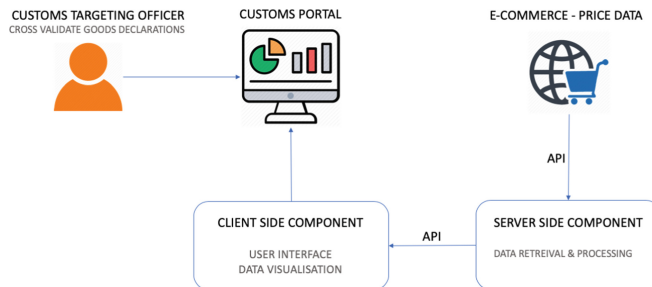 CUSTOMS TARGETING OFFICER
CROSS VALIDATE GOODS DECLARATIONS
CUSTOMS PORTAL
E-COMMERCE - PRICE DATA
API
CLIENT SIDE COMPONENT
USER INTERFACE
DATA VISUALISATION
API
SERVER SIDE COMPONENT
DATA RETREIVAL & PROCESSING